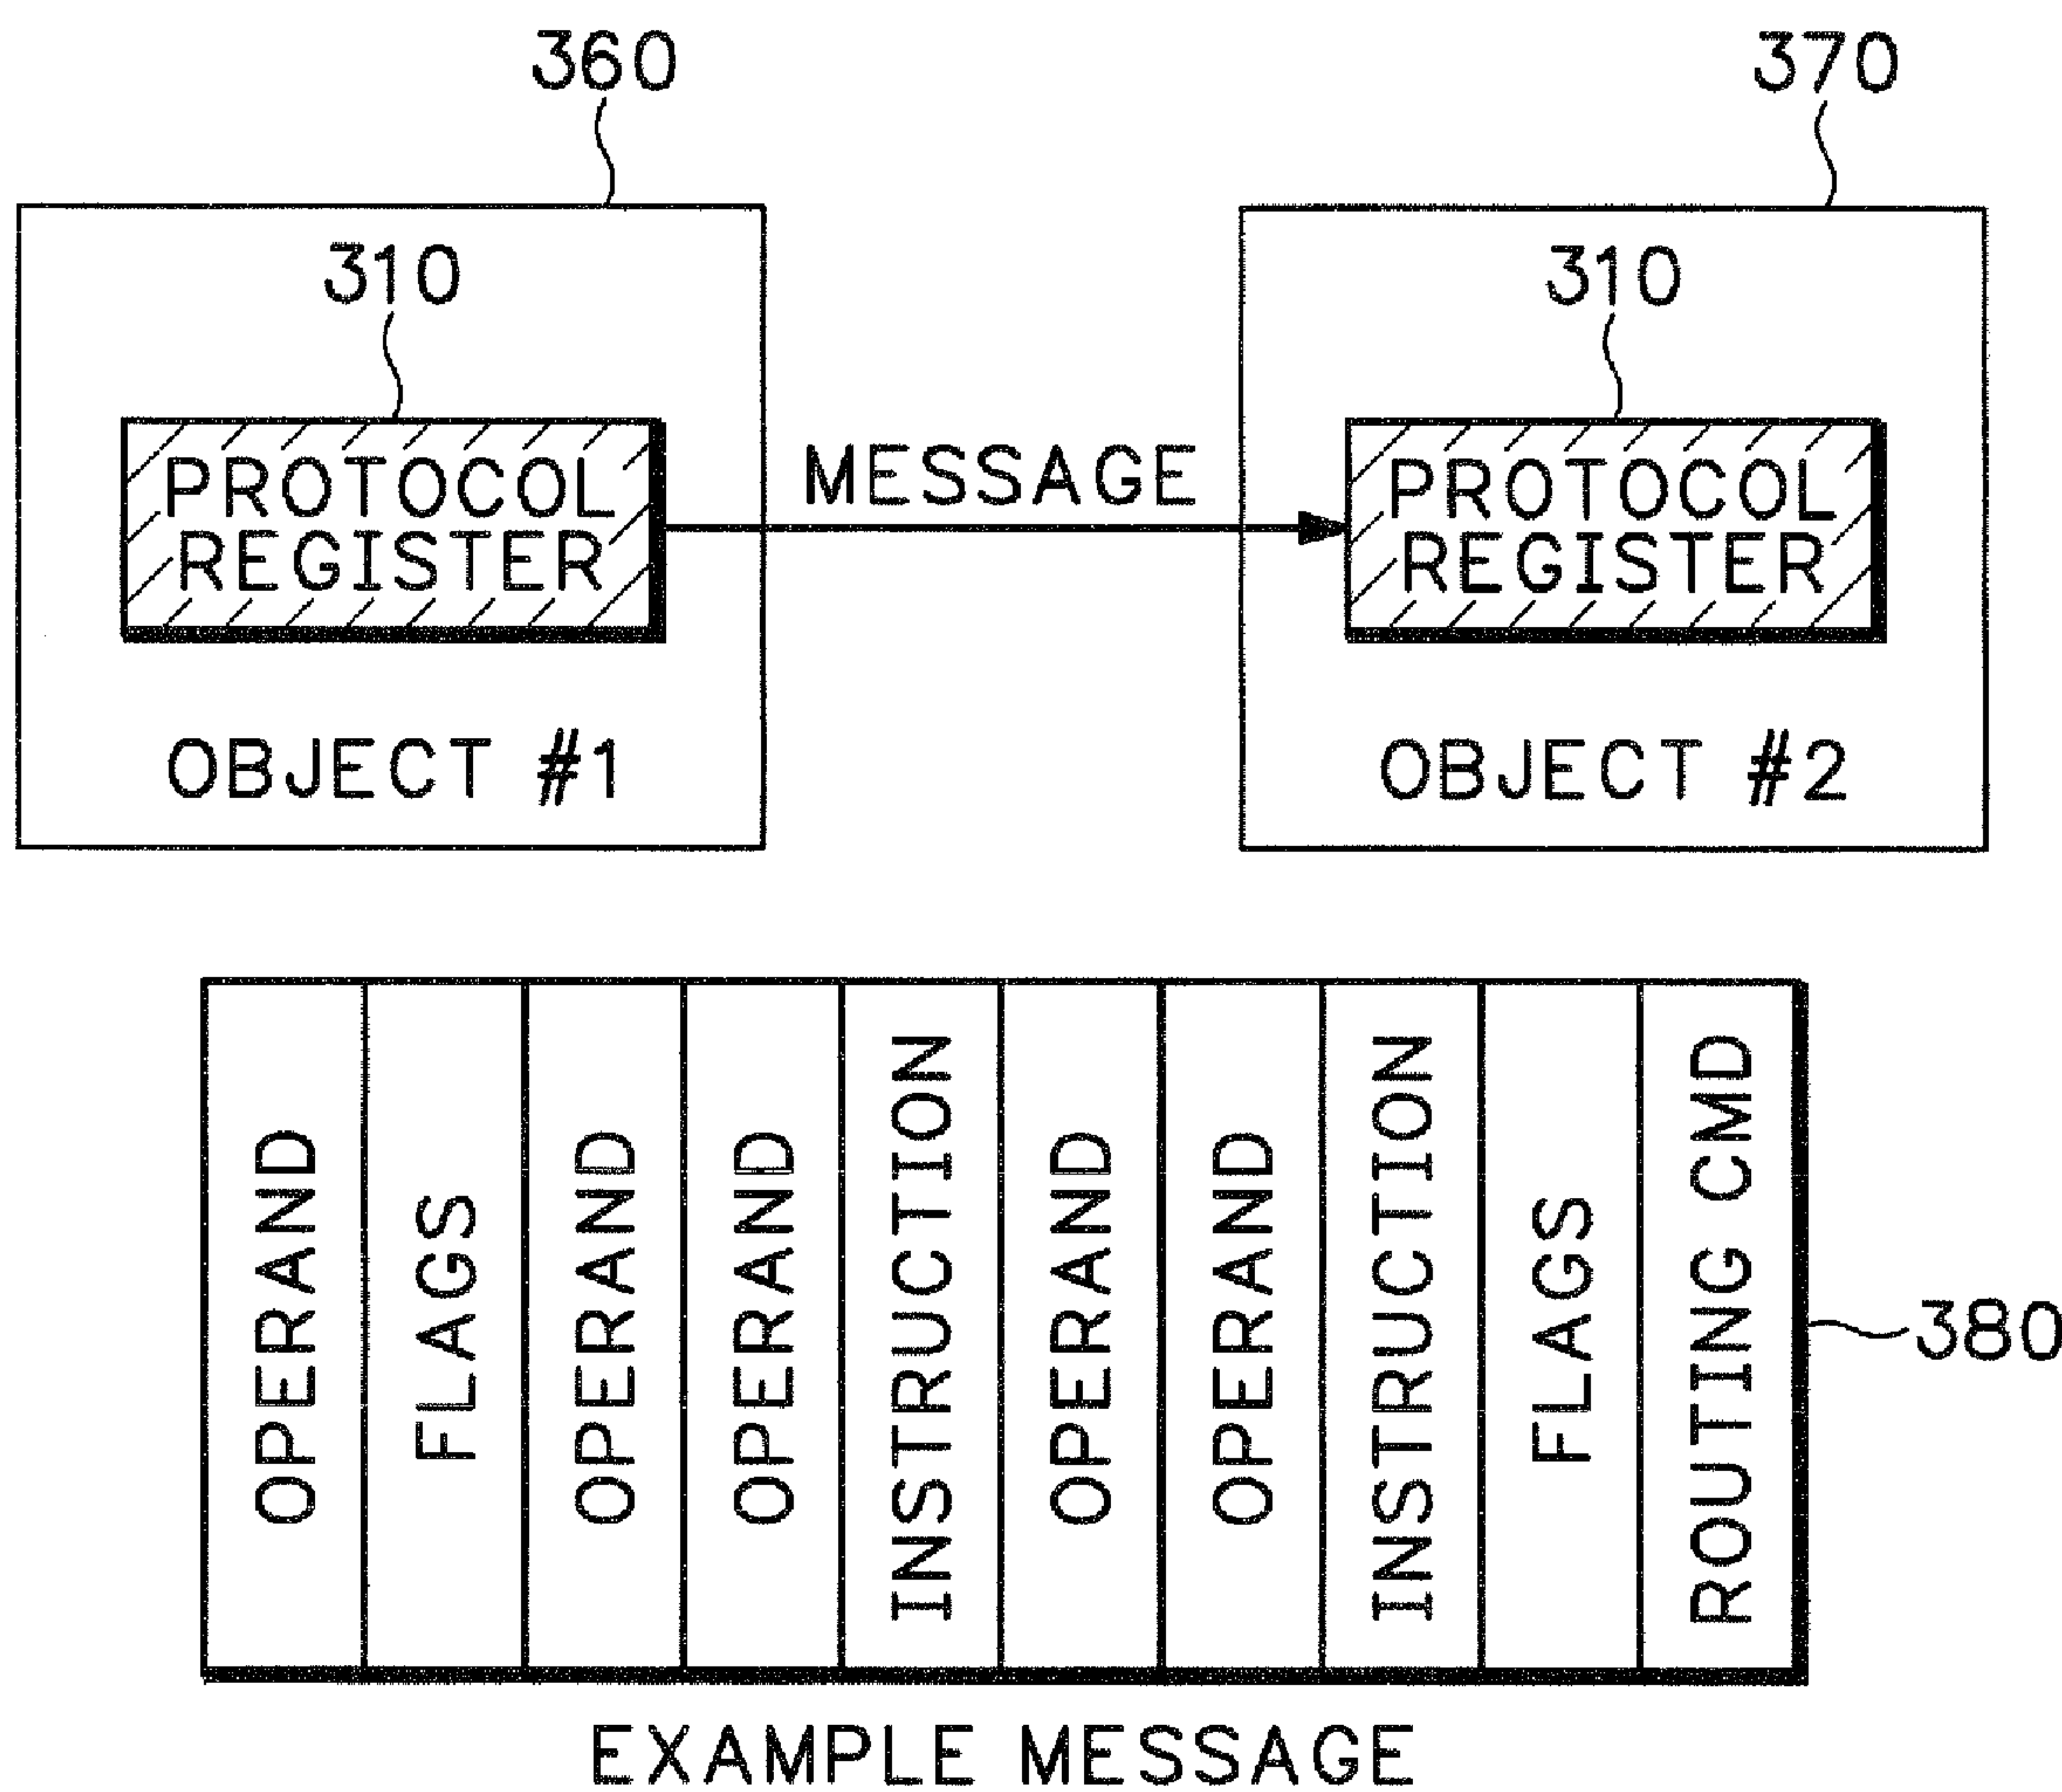 360
370
310
310
PROTOCOL
REGISTER
MESSAGE
PROTOCOL
REGISTER
OBJECT #1
OBJECT #2
OPERAND
FLAGS
OPERAND
OPERAND
INSTRUCTION
OPERAND
OPERAND
INSTRUCTION
FLAGS
ROUTING CMD
380
EXAMPLE MESSAGE